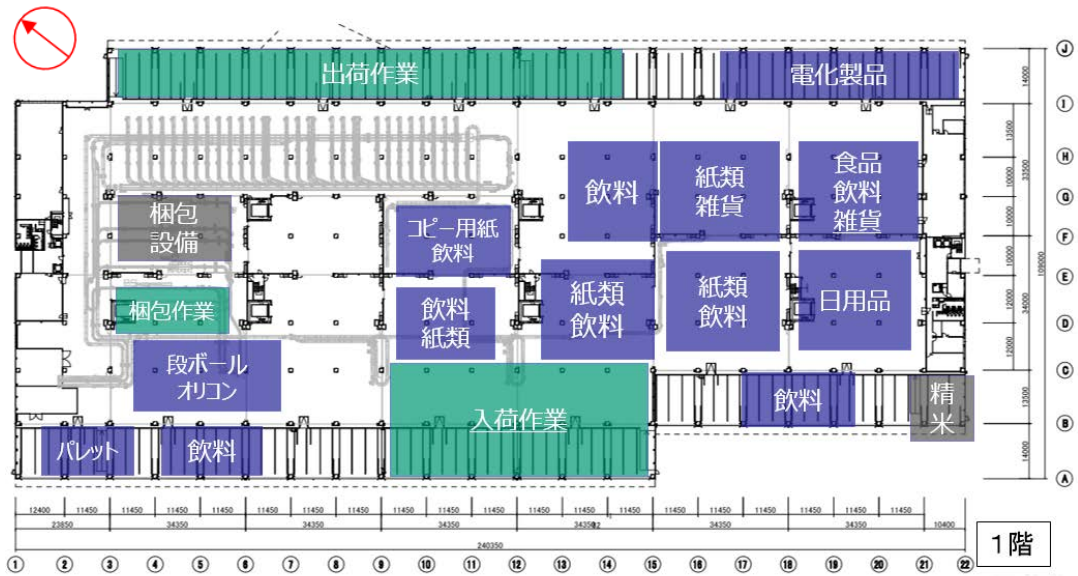 出荷作業
電化製品
飲料
紙類
雑貨
食品
飲料
雑貨
梱包
設備
コピー用紙
飲料
梱包作業
飲料
紙類
紙類
飲料
紙類
飲料
日用品
段ボール
オリコン
入荷作業
飲料
精
米
パレット
飲料
J
I
H
G
F
E
D
C
B
A
14000
13500
10000
10000
10000
12000
12000
13500
14000
33500
24000
109000
12400 11450 11450 11450 11450 11450 11450 11450 11450 11450 11450 11450 11450 11450 11450 11450 11450 11450 11450
23850 34350 34350 34350 34350 34350 34350 10400
240350
1 2 3 4 5 6 7 8 9 10 11 12 13 14 15 16 17 18 19 20 21 22
1階